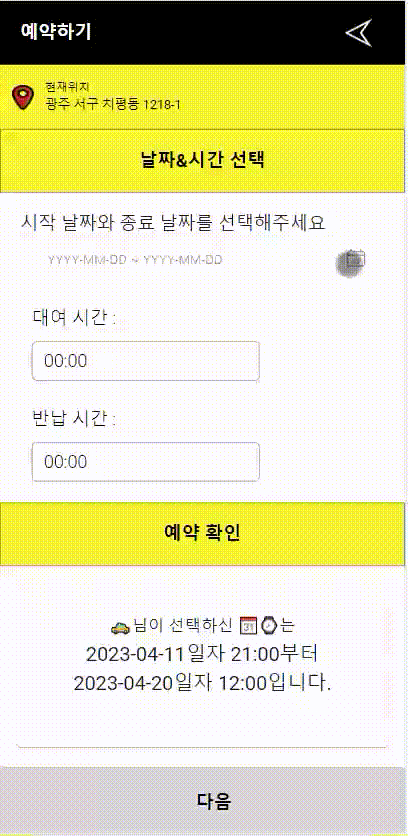 예약하기
현재위치
광주 서구 치평동 1218-1
날짜&시간 선택
시작 날짜와 종료 날짜를 선택해주세요
YYYY-MM-DD ~ YYYY-MM-DD
대여 시간 :
00:00
반납 시간 :
00:00
예약 확인
🚕님이 선택하신 📅⌚는
2023-04-11일자 21:00부터
2023-04-20일자 12:00입니다.
다음